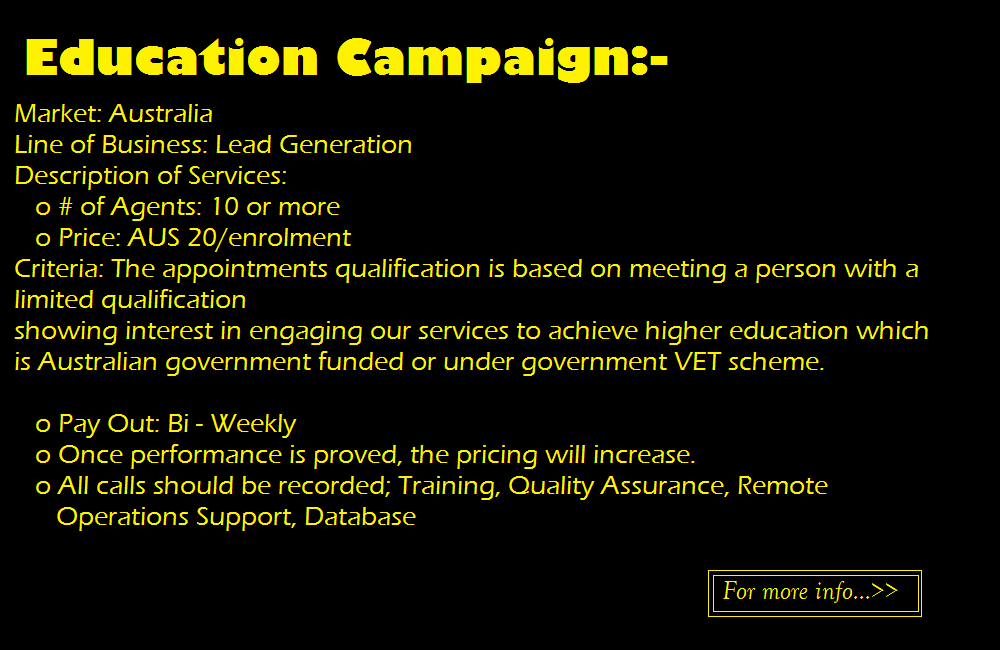 Education Campaign:-
Market: Australia
Line of Business: Lead Generation
Description of Services:
o # of Agents: 10 or more
o Price: AUS 20/enrolment
Criteria: The appointments qualification is based on meeting a person with a
limited qualification
showing interest in engaging our services to achieve higher education which
is Australian government funded or under government VET scheme.
o Pay Out: Bi - Weekly
o Once performance is proved, the pricing will increase.
o All calls should be recorded; Training, Quality Assurance, Remote
Operations Support, Database
For more info...>>